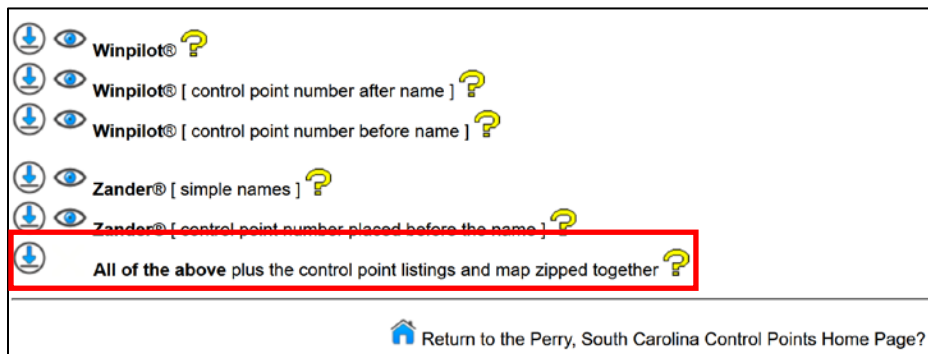 Winpilot®
Winpilot® [ control point number after name ]
Winpilot® [ control point number before name ]
Zander® [ simple names ]
Zander® [ control point number placed before the name ]
All of the above plus the control point listings and map zipped together
Return to the Perry, South Carolina Control Points Home Page?